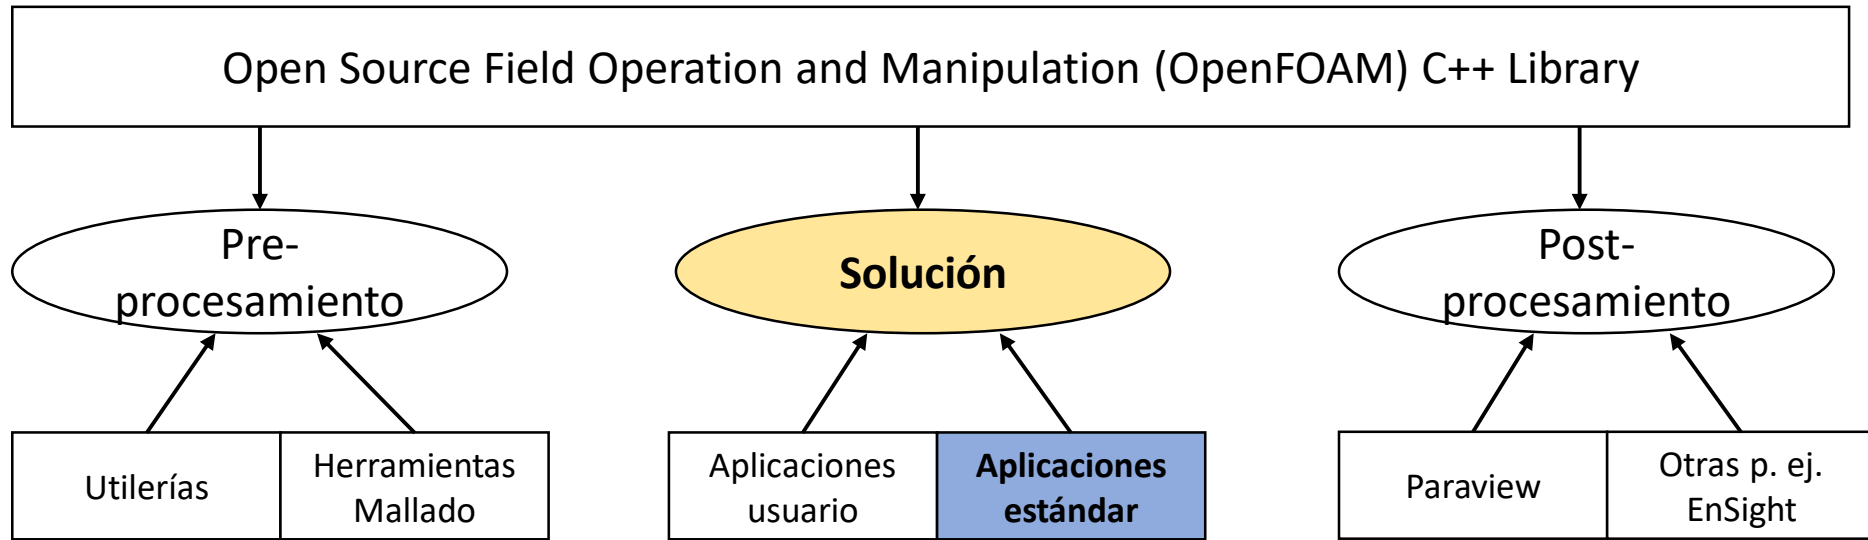 Open Source Field Operation and Manipulation (OpenFOAM) C++ Library
Pre-
procesamiento
Solución
Post-
procesamiento
Utilerías
Herramientas
Mallado
Aplicaciones
usuario
Aplicaciones
estándar
Paraview
Otras p. ej.
EnSight